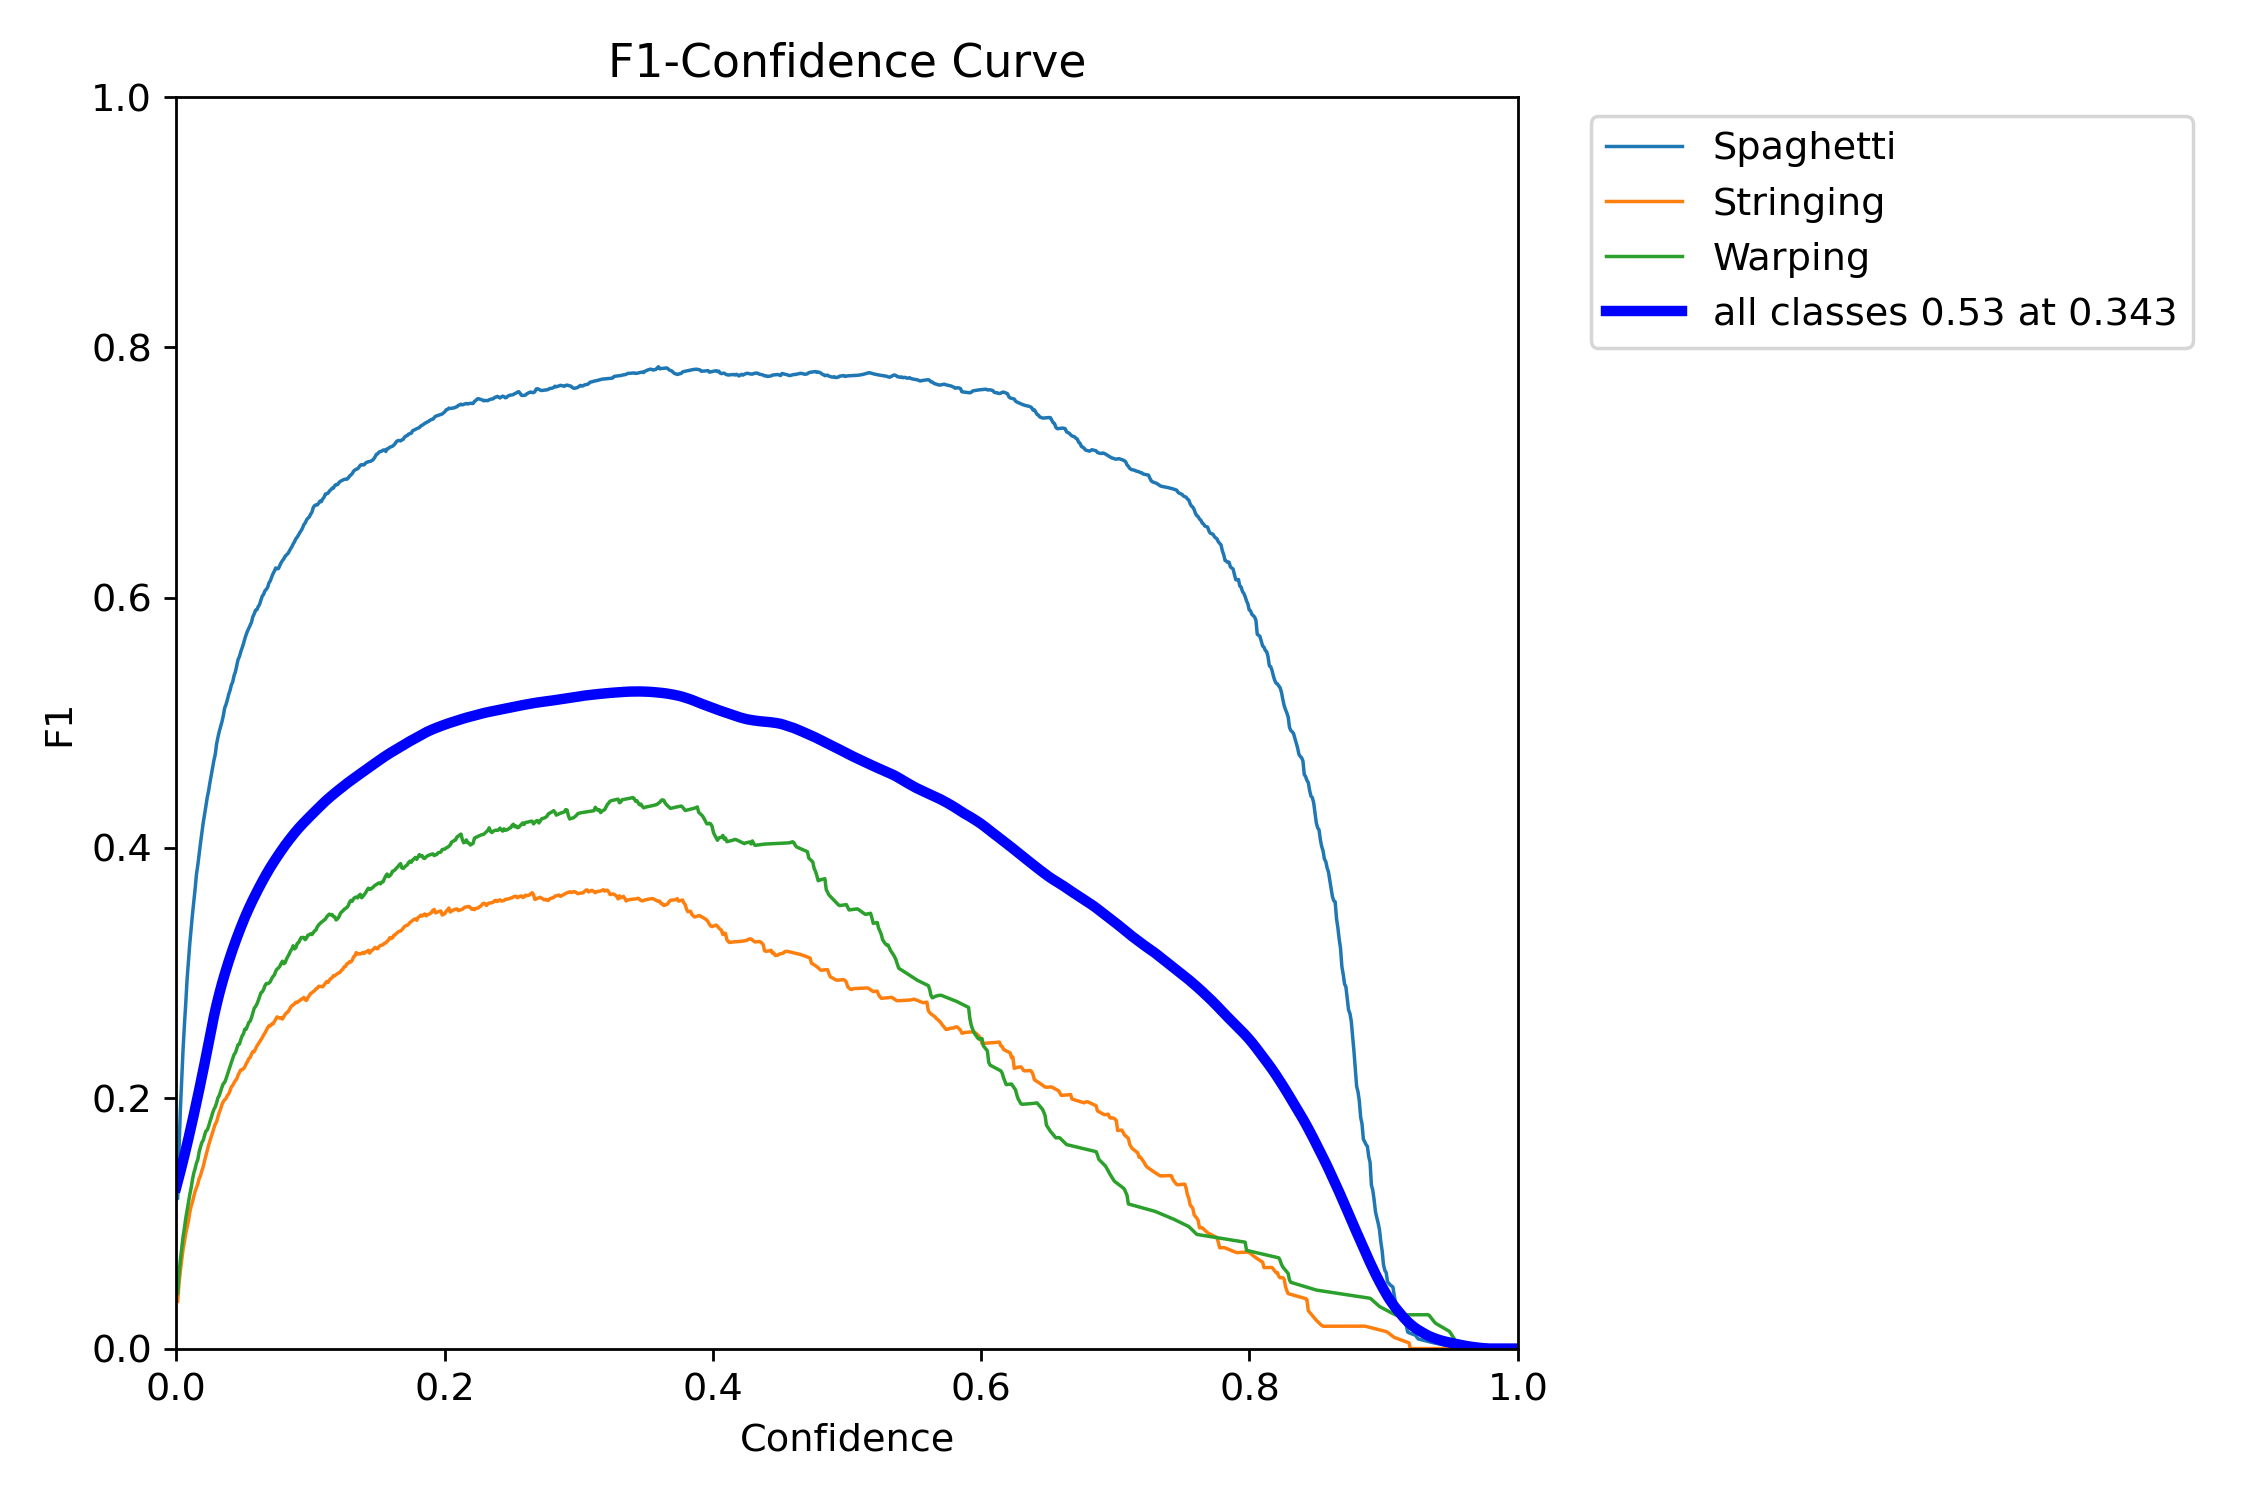 F1-Confidence Curve
1.0
0.8
0.6
0.4
0.2
0.0
F1
0.0 0.2 0.4 0.6 0.8 1.0
Confidence
Spaghetti
Stringing
Warping
all classes 0.53 at 0.343